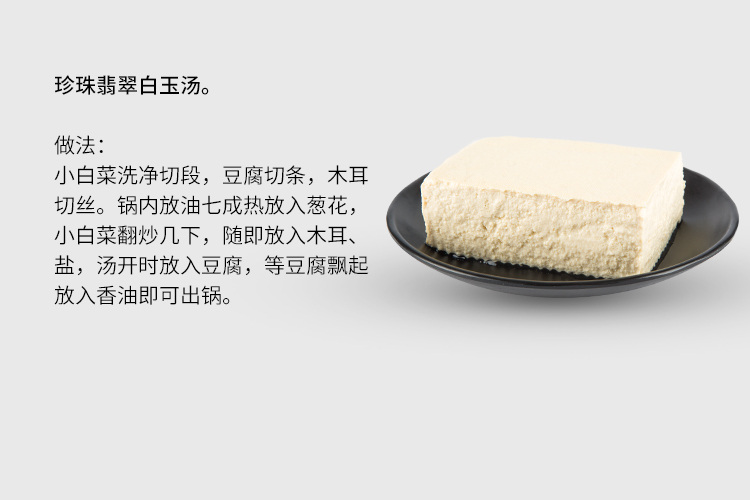 珍珠翡翠白玉汤。
做法：
小白菜洗净切段，豆腐切条，木耳
切丝。锅内放油七成热放入葱花，
小白菜翻炒几下，随即放入木耳、
盐，汤开时放入豆腐，等豆腐飘起
放入香油即可出锅。